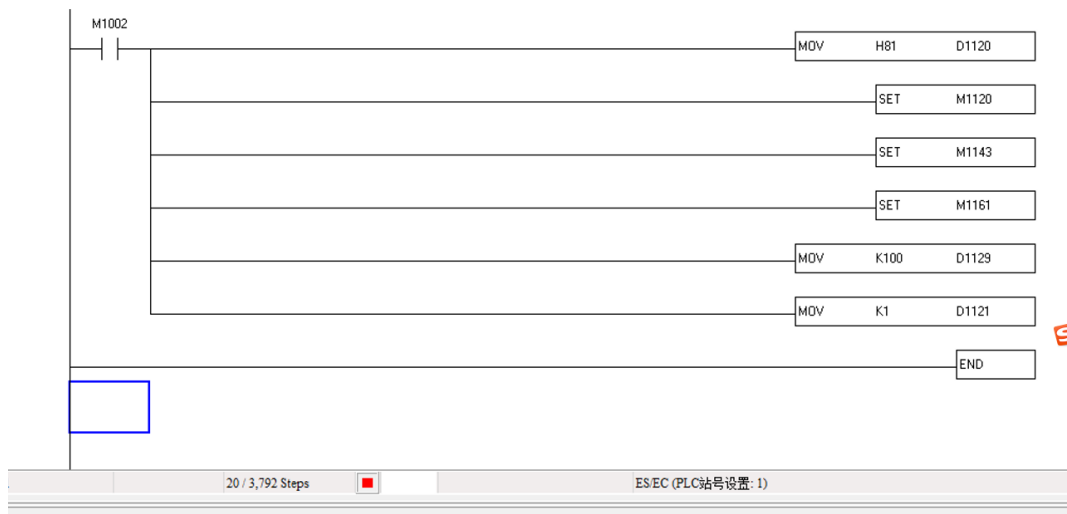 M1002
MOV H81 D1120
SET M1120
SET M1143
SET M1161
MOV K100 D1129
MOV K1 D1121
END
20 / 3,792 Steps ES/EC (PLC站号设置: 1)